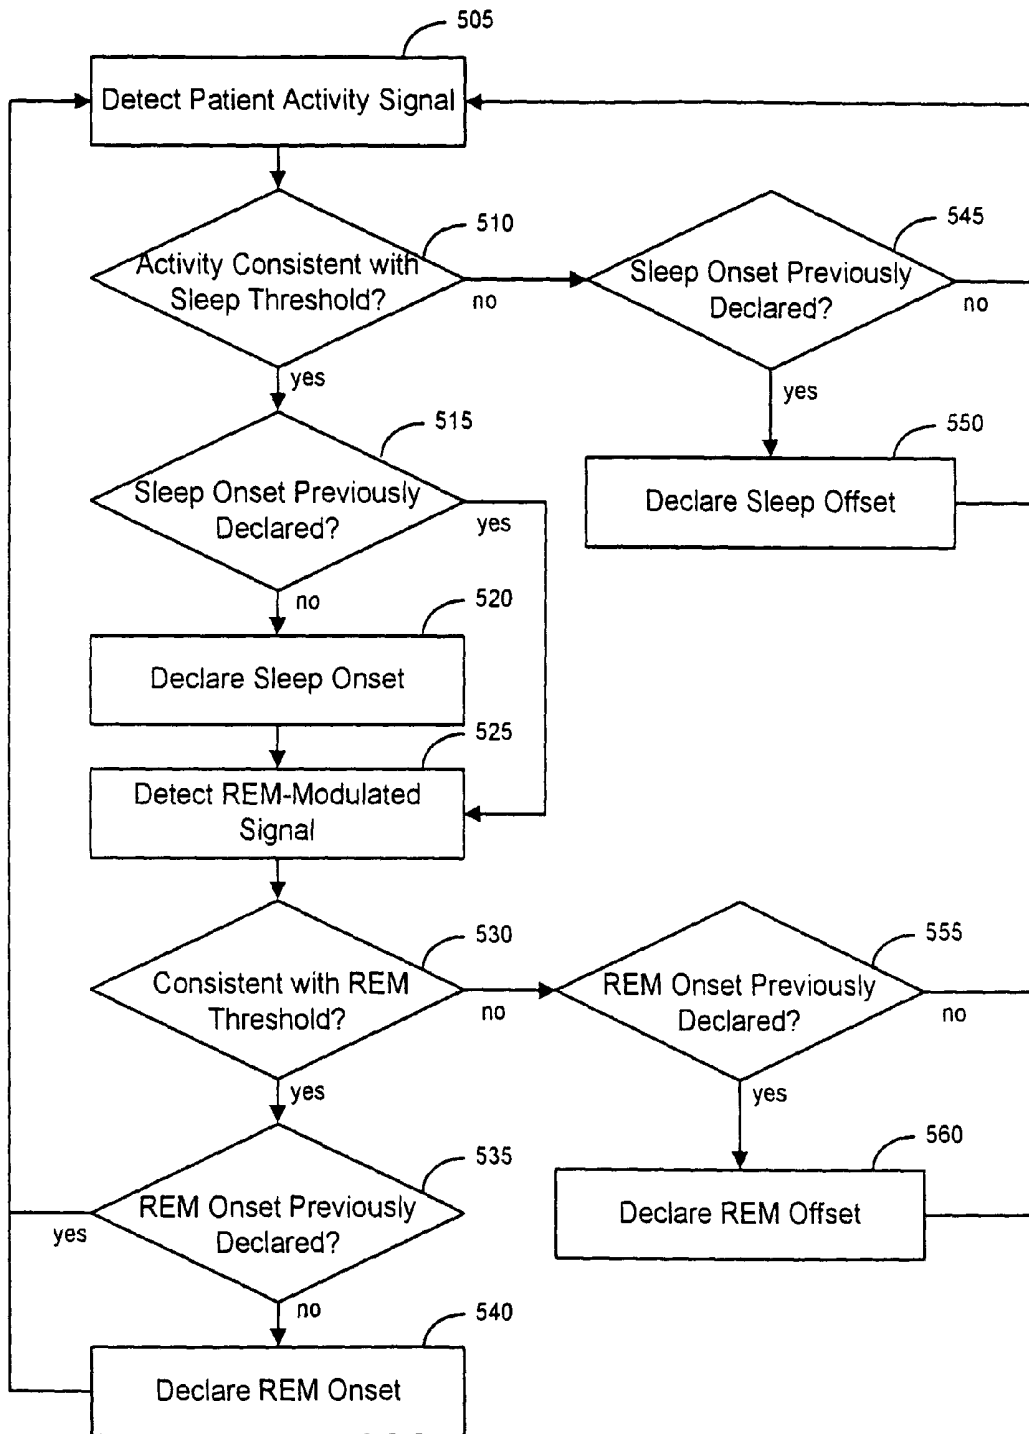 505
Detect Patient Activity Signal
510
Activity Consistent with
Sleep Threshold?
no
yes
545
Sleep Onset Previously
Declared?
no
yes
515
Sleep Onset Previously
Declared?
yes
no
550
Declare Sleep Offset
520
Declare Sleep Onset
525
Detect REM-Modulated
Signal
530
Consistent with REM
Threshold?
no
yes
555
REM Onset Previously
Declared?
no
yes
535
REM Onset Previously
Declared?
yes
no
560
Declare REM Offset
540
Declare REM Onset